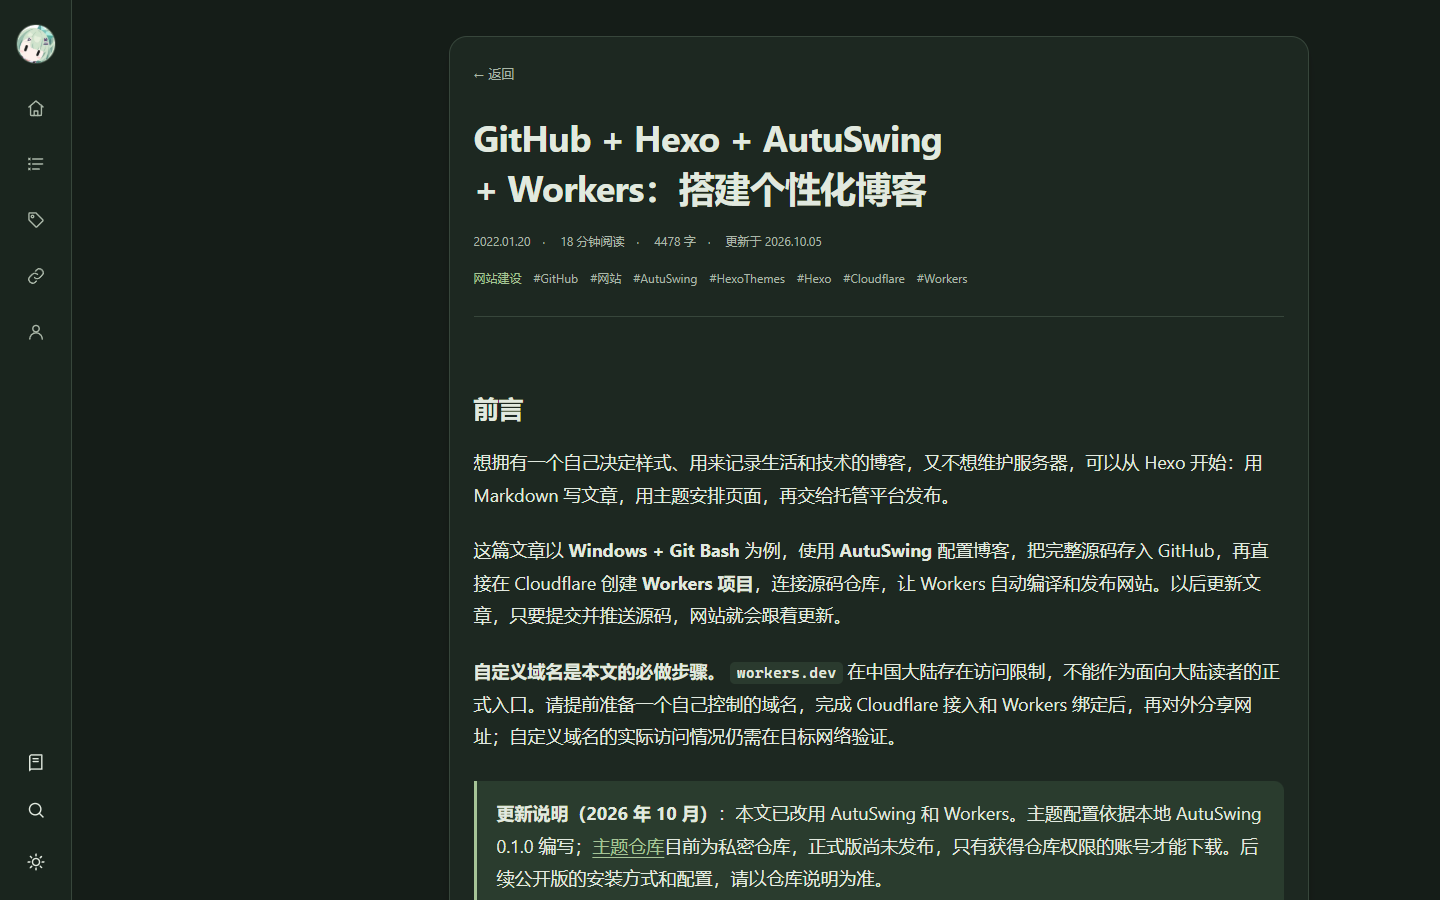 ← 返回
GitHub + Hexo + AutuSwing
+ Workers：搭建个性化博客
2022.01.20 · 18 分钟阅读 · 4478 字 · 更新于 2026.10.05
网站建设 #GitHub #网站 #AutuSwing #HexoThemes #Hexo #Cloudflare #Workers
前言
想拥有一个自己决定样式、用来记录生活和技术的博客，又不想维护服务器，可以从 Hexo 开始：用
Markdown 写文章，用主题安排页面，再交给托管平台发布。
这篇文章以 Windows + Git Bash 为例，使用 AutuSwing 配置博客，把完整源码存入 GitHub，再直
接在 Cloudflare 创建 Workers 项目，连接源码仓库，让 Workers 自动编译和发布网站。以后更新文
章，只要提交并推送源码，网站就会跟着更新。
自定义域名是本文的必做步骤。 workers.dev 在中国大陆存在访问限制，不能作为面向大陆读者的正
式入口。请提前准备一个自己控制的域名，完成 Cloudflare 接入和 Workers 绑定后，再对外分享网
址；自定义域名的实际访问情况仍需在目标网络验证。
更新说明（2026 年 10 月）：本文已改用 AutuSwing 和 Workers。主题配置依据本地 AutuSwing
0.1.0 编写；主题仓库目前为私密仓库，正式版尚未发布，只有获得仓库权限的账号才能下载。后
续公开版的安装方式和配置，请以仓库说明为准。